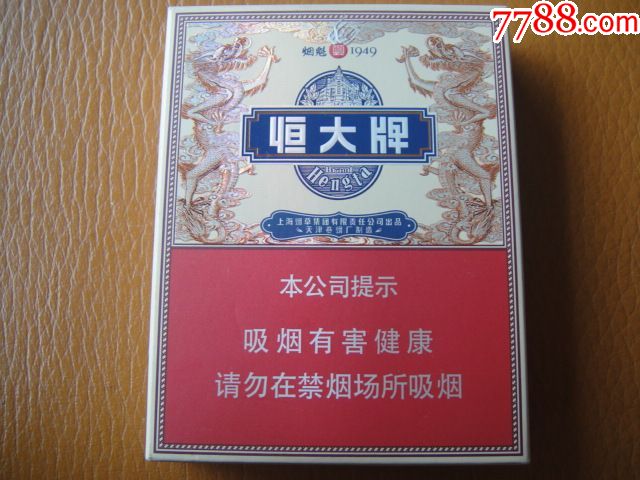 7788.com
烟魁 1949
恒大牌
Brand
Hengta
上海烟草集团有限责任公司出品
天津卷烟厂制造
本公司提示
吸烟有害健康
请勿在禁烟场所吸烟